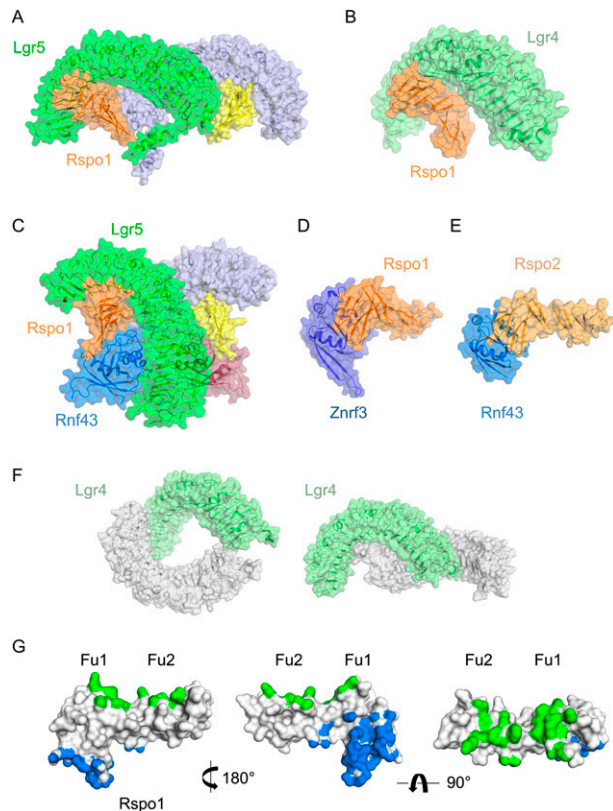 A
Lgr5
Rspo1
B
Lgr4
Rspo1
C
Lgr5
Rspo1
Rnf43
D
Rspo1
Znrf3
E
Rspo2
Rnf43
F
Lgr4
Lgr4
G
Fu1 Fu2
Fu2 Fu1
Fu2 Fu1
Rspo1
180°
90°